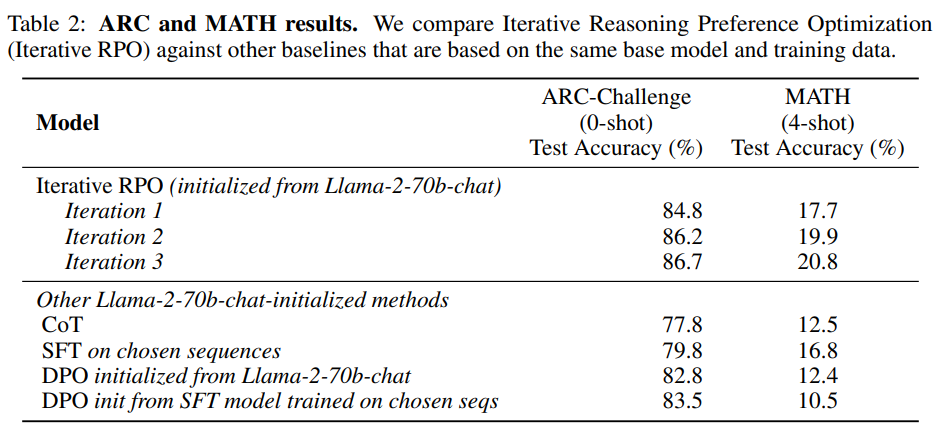 Table 2: ARC and MATH results. We compare Iterative Reasoning Preference Optimization
(Iterative RPO) against other baselines that are based on the same base model and training data.
ARC-Challenge MATH
(0-shot) (4-shot)
Model Test Accuracy (%) Test Accuracy (%)
Iterative RPO (initialized from Llama-2-70b-chat)
Iteration 1 84.8 17.7
Iteration 2 86.2 19.9
Iteration 3 86.7 20.8
Other Llama-2-70b-chat-initialized methods
CoT 77.8 12.5
SFT on chosen sequences 79.8 16.8
DPO initialized from Llama-2-70b-chat 82.8 12.4
DPO init from SFT model trained on chosen seqs 83.5 10.5